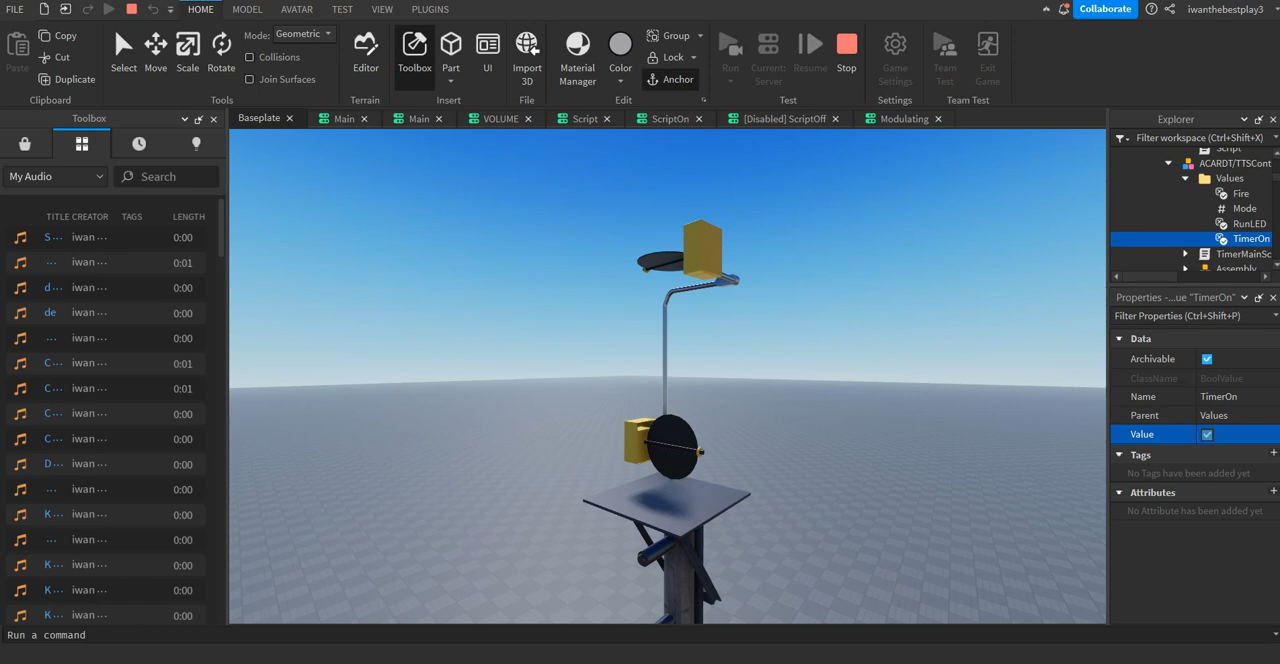 FILE HOME MODEL AVATAR TEST VIEW PLUGINS Collaborate iwanthebestplay3
Copy Mode: Geometric Group
Cut Collisions Lock
Paste Duplicate Select Move Scale Rotate Join Surfaces Editor Toolbox Part UI Import 3D Material Manager Color Anchor Run Current: Server Resume Stop Game Settings Team Test Exit Game
Clipboard Tools Terrain Insert File Edit Test Settings Team Test
Toolbox Baseplate Main Main VOLUME Script ScriptOn [Disabled] ScriptOff Modulating Explorer
Filter workspace (Ctrl+Shift+X)
Script
ACARDT/TTSCont
My Audio Search Values
Fire
# Mode
TITLE CREATOR TAGS LENGTH RunLED
S... iwan ... 0:00 TimerOn
TimerMainSc
... iwan ... 0:01 Assembly
d... iwan ... 0:00
Properties - ...ue "TimerOn"
de iwan ... 0:00 Filter Properties (Ctrl+Shift+P)
... iwan ... 0:00 Data
C... iwan ... 0:01 Archivable
ClassName BoolValue
C... iwan ... 0:01 Name TimerOn
C... iwan ... 0:00 Parent Values
C... iwan ... 0:00 Value
Tags
D... iwan ... 0:00 No Tags have been added yet
... iwan ... 0:00 Attributes
K... iwan ... 0:00 No Attribute has been added yet
... iwan ... 0:00
K... iwan ... 0:00
K... iwan ... 0:00
K... iwan ... 0:00
Run a command